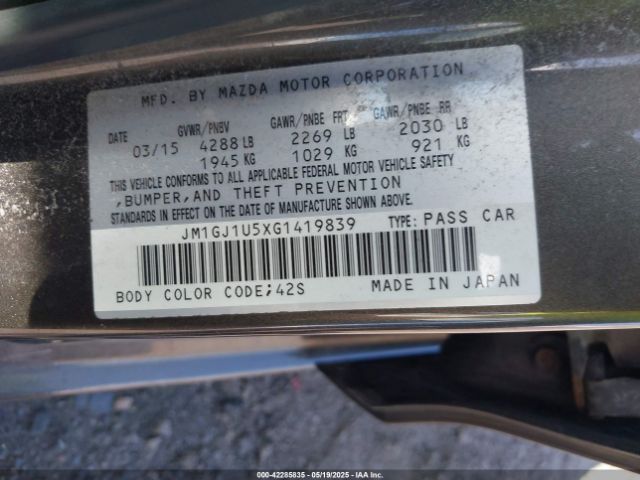 MFD. BY MAZDA MOTOR CORPORATION
DATE GVWR/PNBV GAWR/PNBE FRT GAWR/PNBE RR
03/15 4288 LB 2269 LB 2030 LB
1945 KG 1029 KG 921 KG
THIS VEHICLE CONFORMS TO ALL APPLICABLE FEDERAL MOTOR VEHICLE SAFETY
,BUMPER,AND THEFT PREVENTION
STANDARDS IN EFFECT ON THE DATE OF MANUFACTURE SHOWN ABOVE.
JM1GJ1U5XG1419839 TYPE: PASS CAR
BODY COLOR CODE;42S MADE IN JAPAN
000-42285835 - 05/19/2025 - IAAI.COM